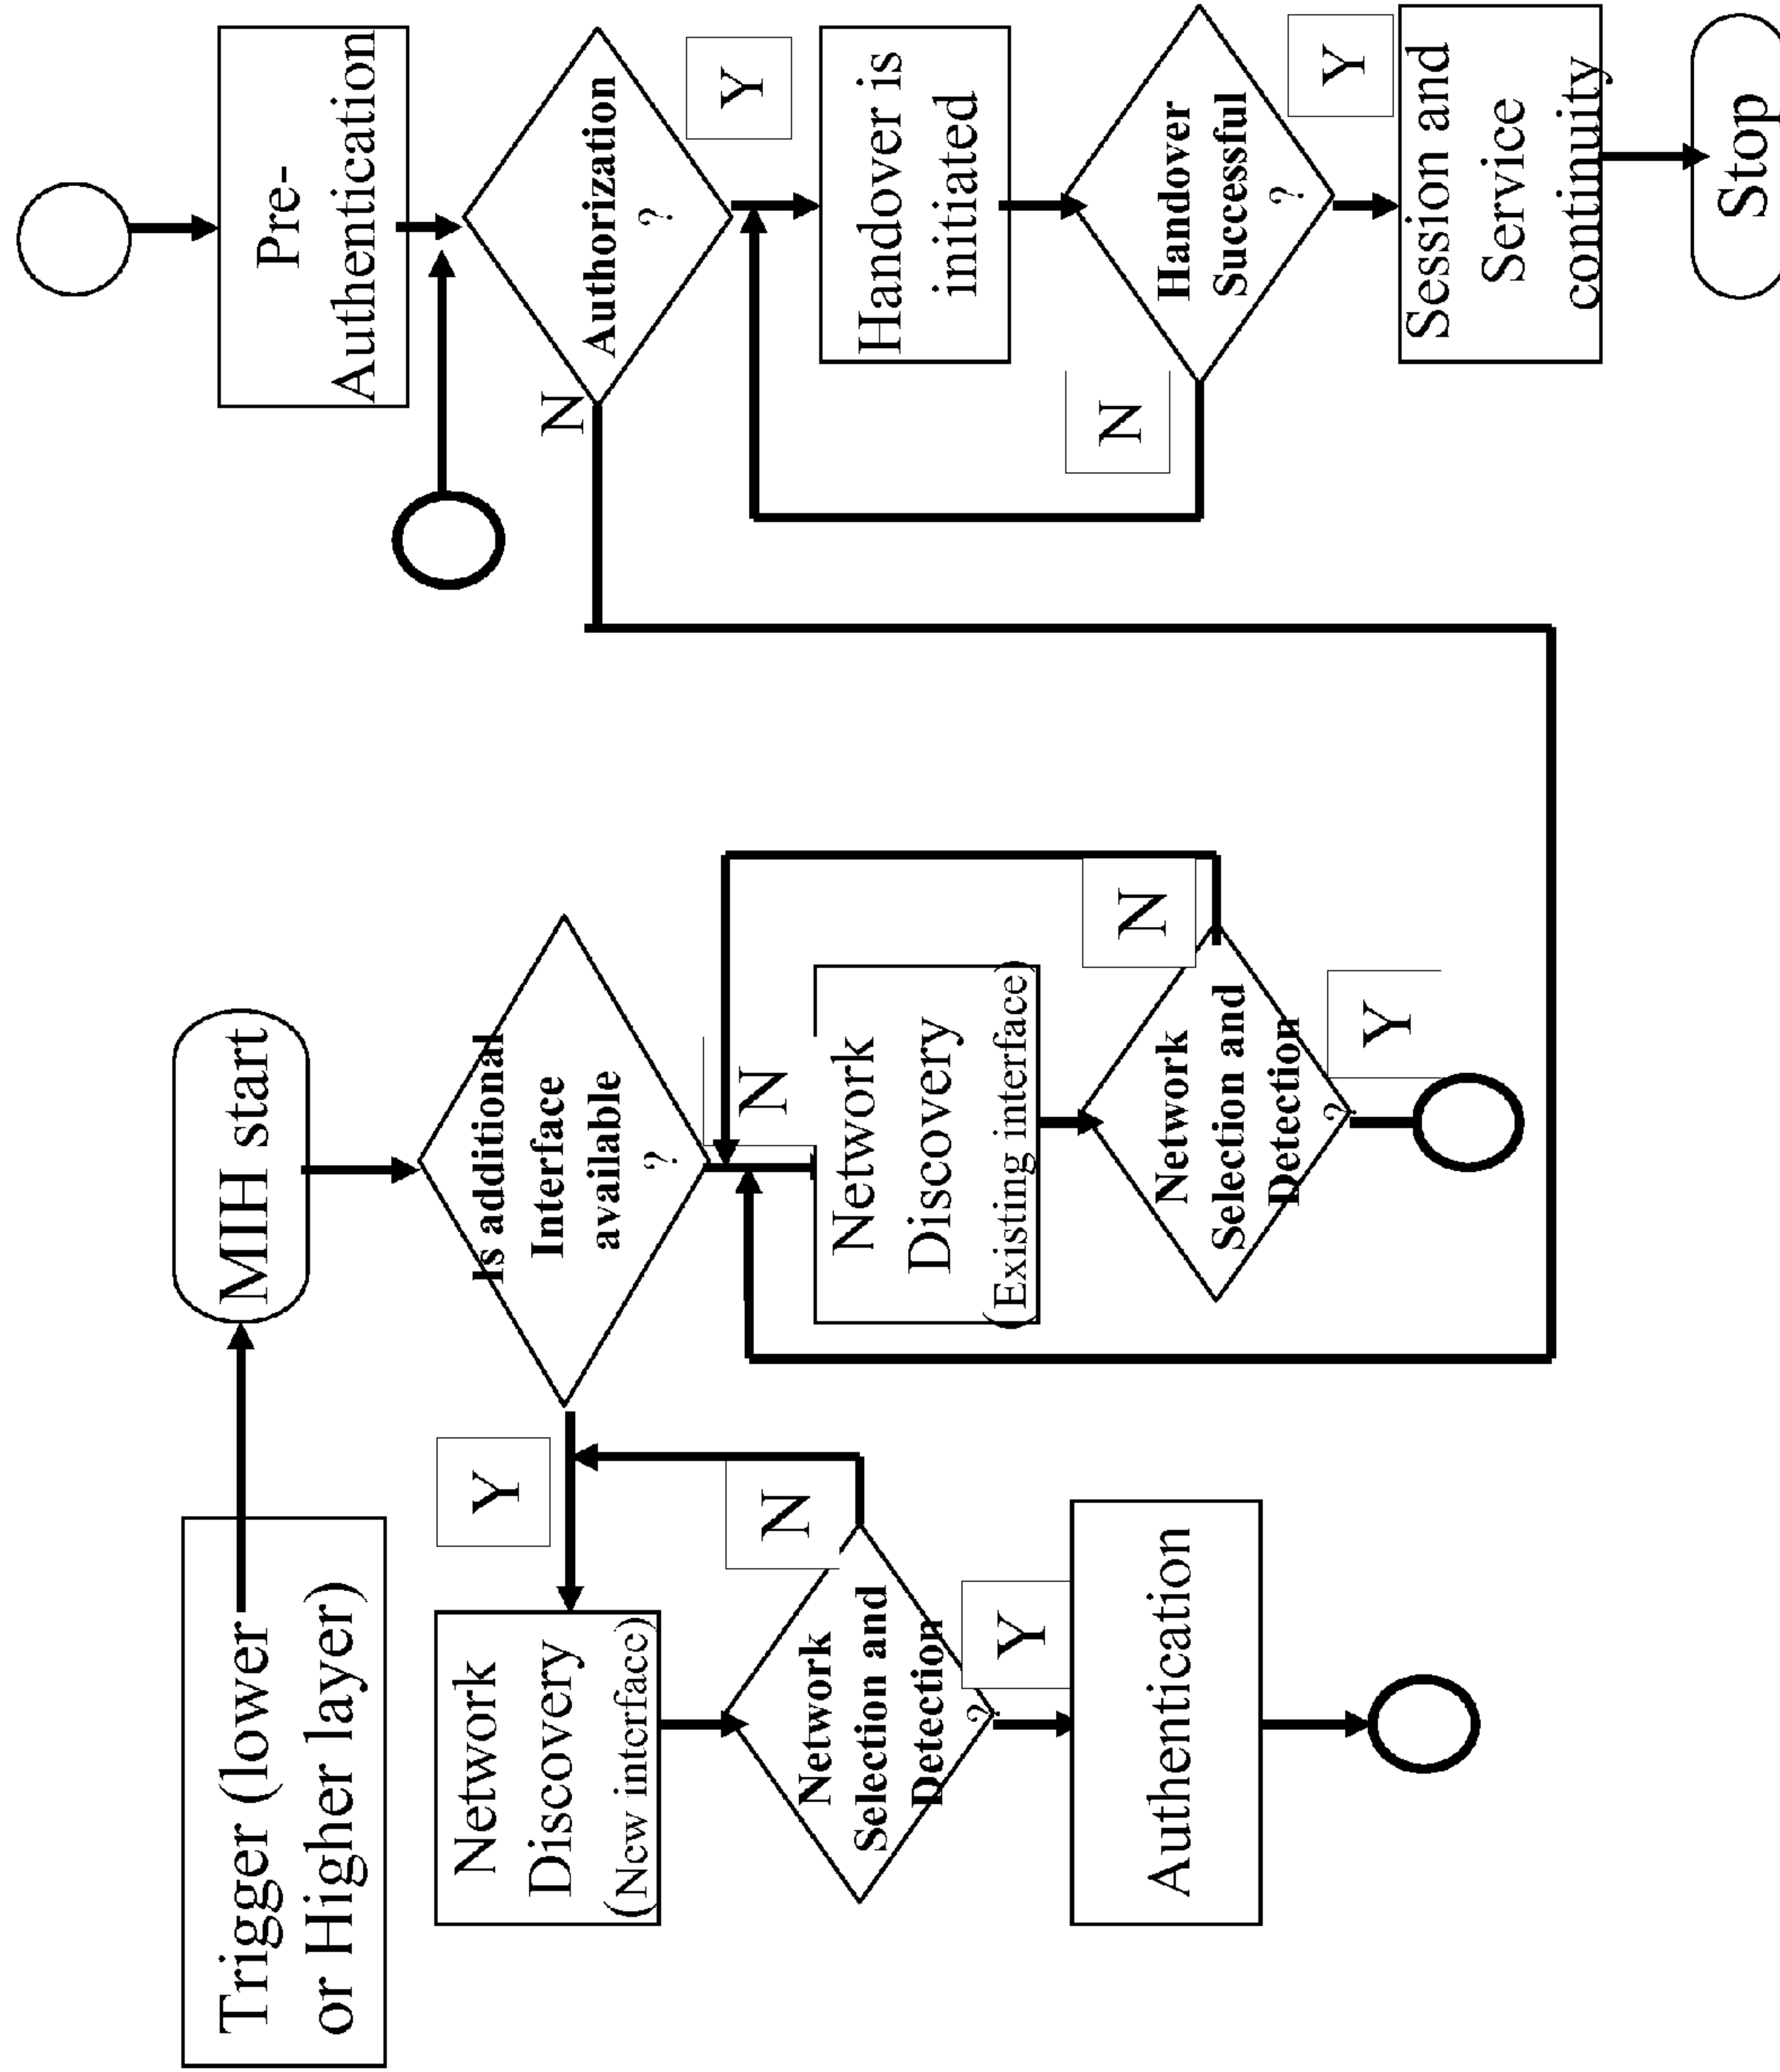 Trigger (lower
or Higher layer)
MIH start
Is additional
Interface
available
?
Y
N
Network
Discovery
(New interface)
Network
Selection and
Detection
?
N
Y
Authentication
Network
Discovery
(Existing interface)
Network
Selection and
Detection
?
N
Y
Pre-
Authentication
Authorization
?
N
Y
Handover is
initiated
Handover
Successful
?
N
Y
Session and
Service
continuity
Stop